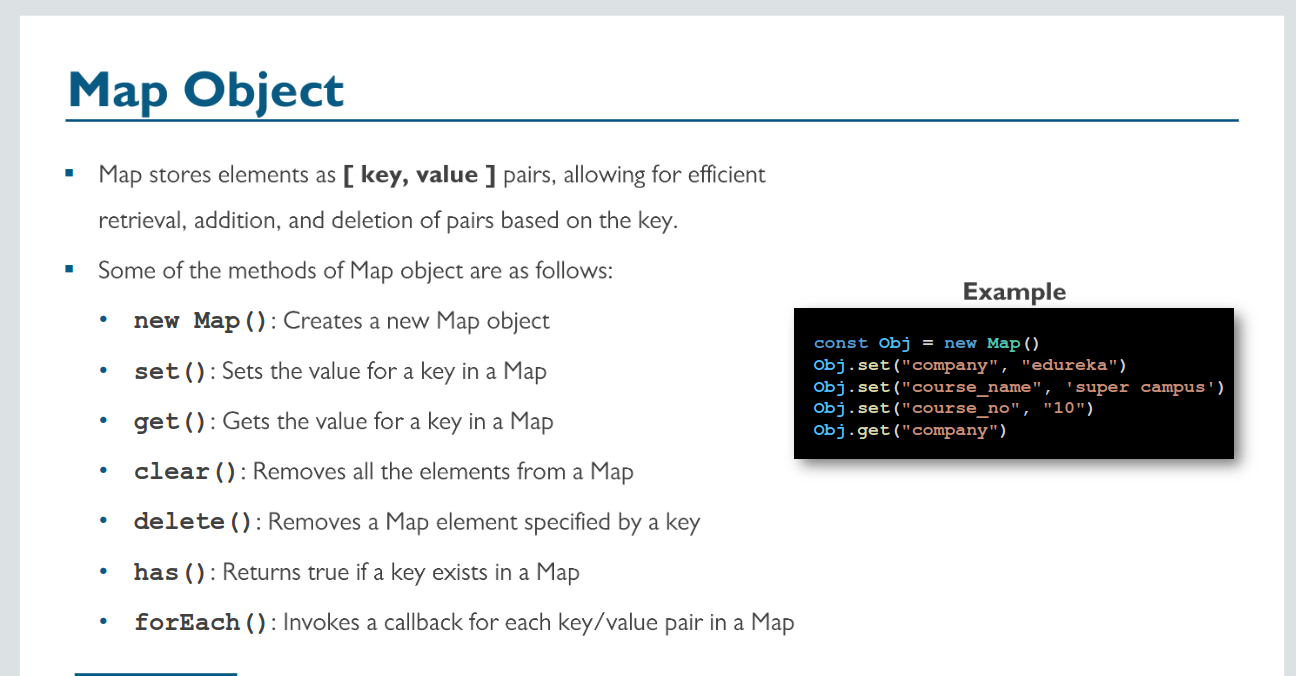 Map Object
▪ Map stores elements as [ key, value ] pairs, allowing for efficient
retrieval, addition, and deletion of pairs based on the key.
▪ Some of the methods of Map object are as follows:
• new Map(): Creates a new Map object
• set(): Sets the value for a key in a Map
• get(): Gets the value for a key in a Map
• clear(): Removes all the elements from a Map
• delete(): Removes a Map element specified by a key
• has(): Returns true if a key exists in a Map
• forEach(): Invokes a callback for each key/value pair in a Map
Example
const Obj = new Map()
Obj.set("company", "edureka")
Obj.set("course_name", 'super campus')
Obj.set("course_no", "10")
Obj.get("company")